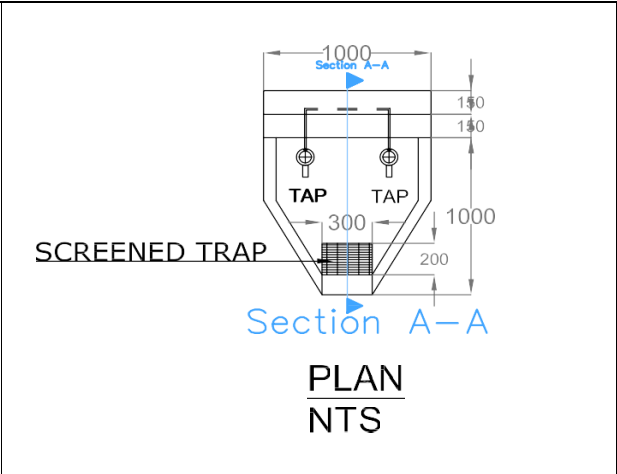 1000
Section A-A
150
150
TAP
TAP
300
1000
SCREENED TRAP
200
Section A-A
PLAN
NTS